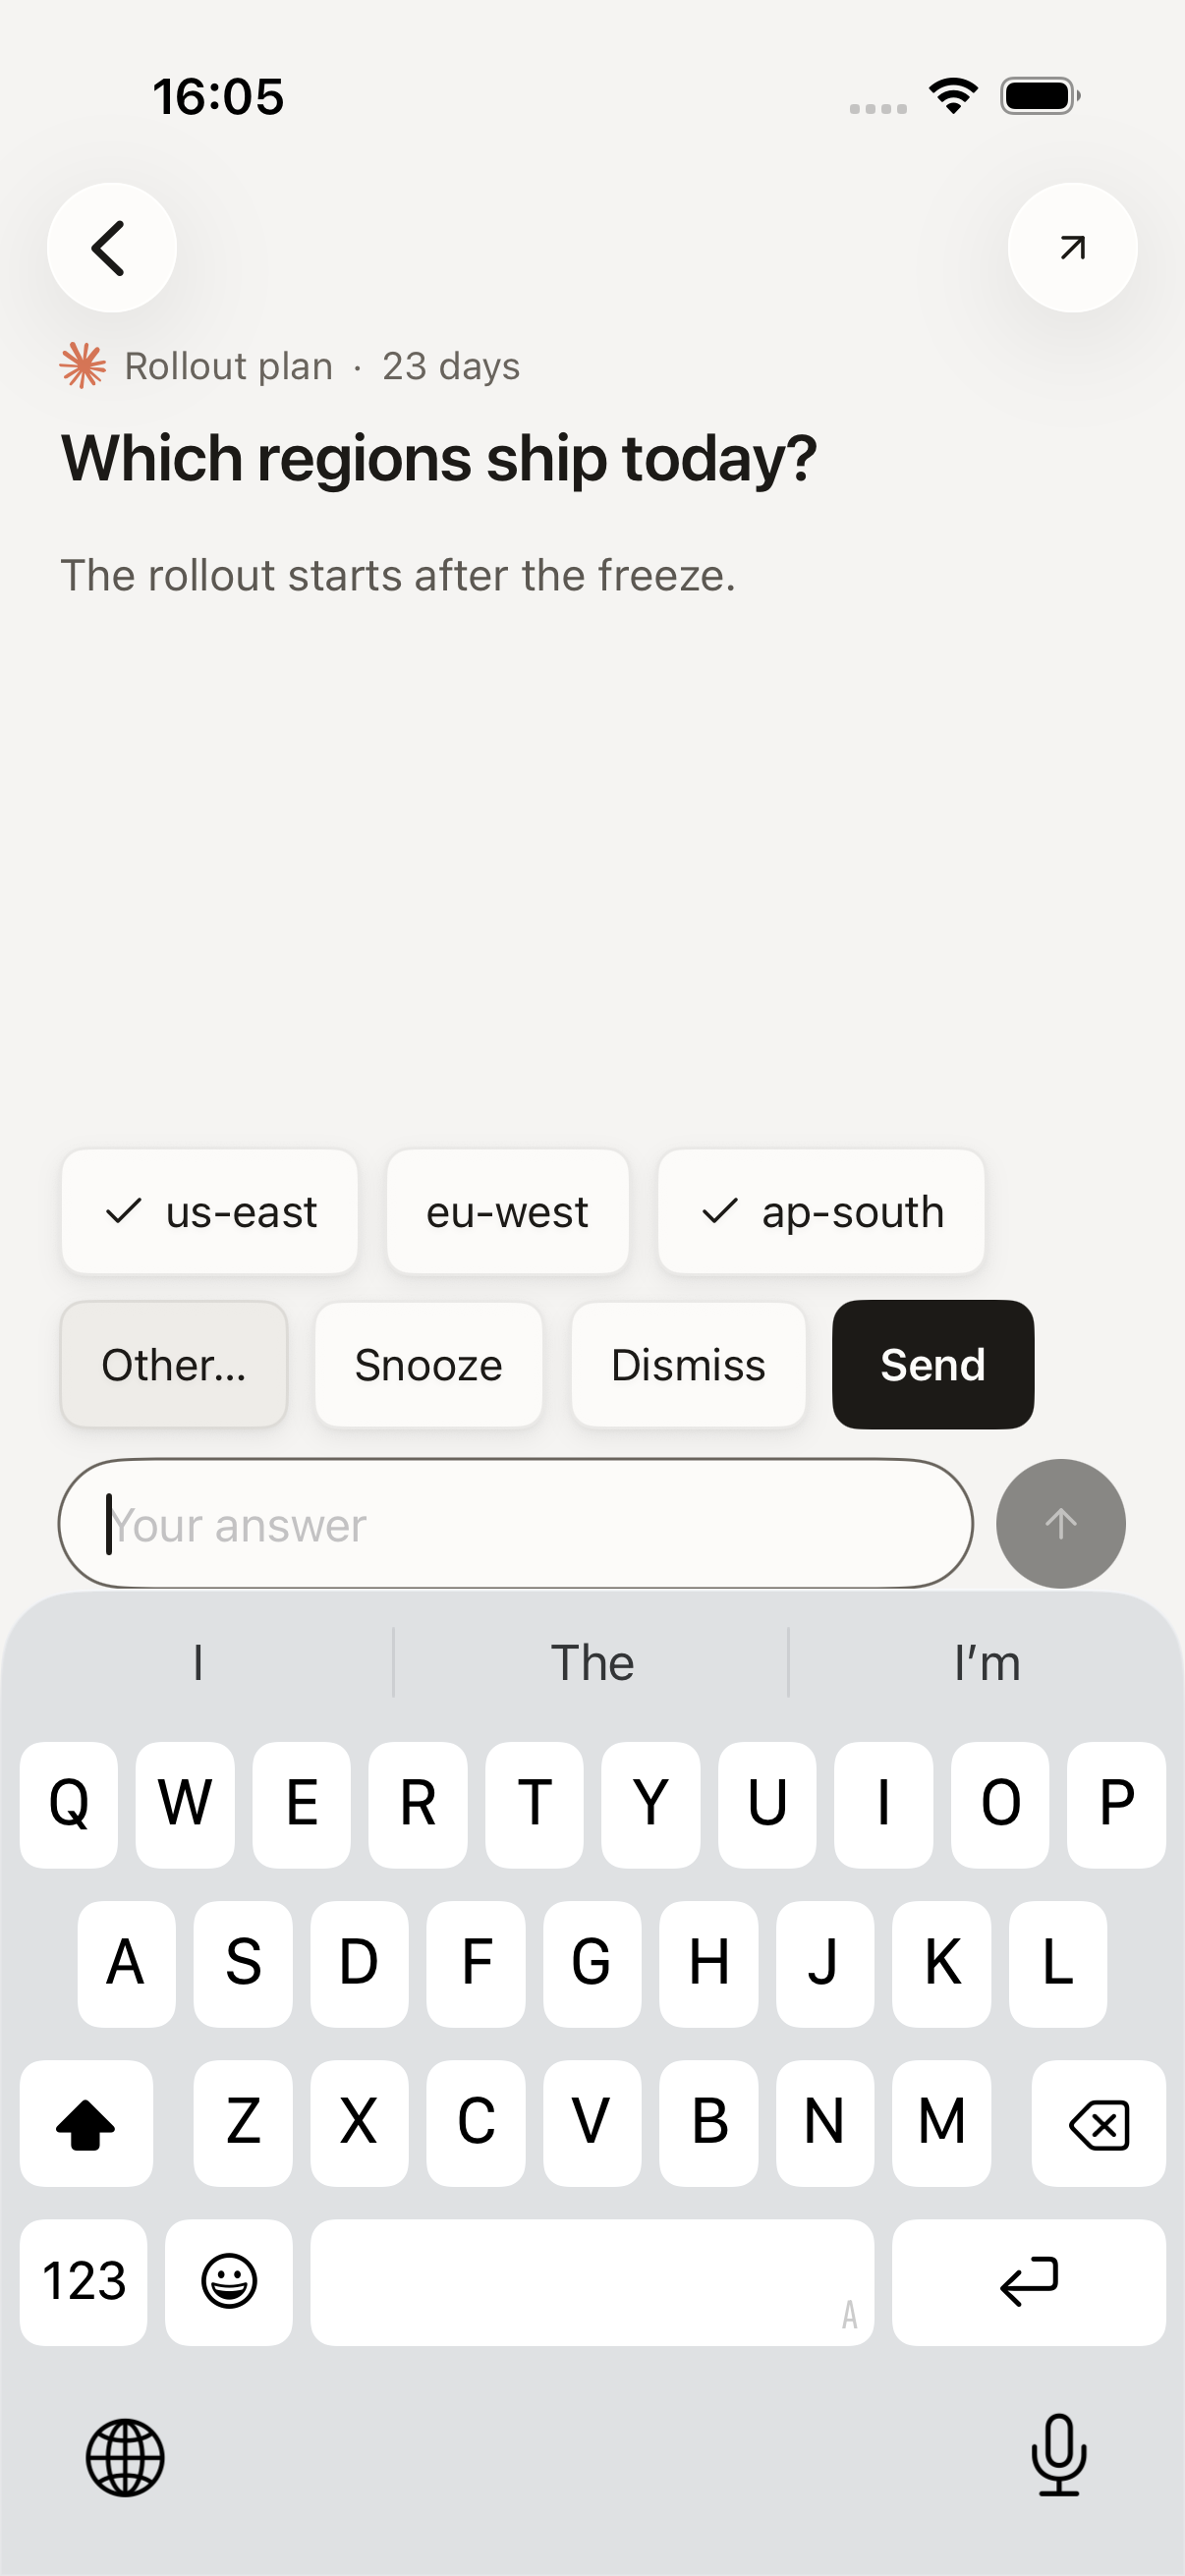 16:05
Rollout plan · 23 days
Which regions ship today?
The rollout starts after the freeze.
us-east eu-west ap-south
Other... Snooze Dismiss Send
Your answer
I The I’m
Q W E R T Y U I O P
A S D F G H J K L
Z X C V B N M
123 A